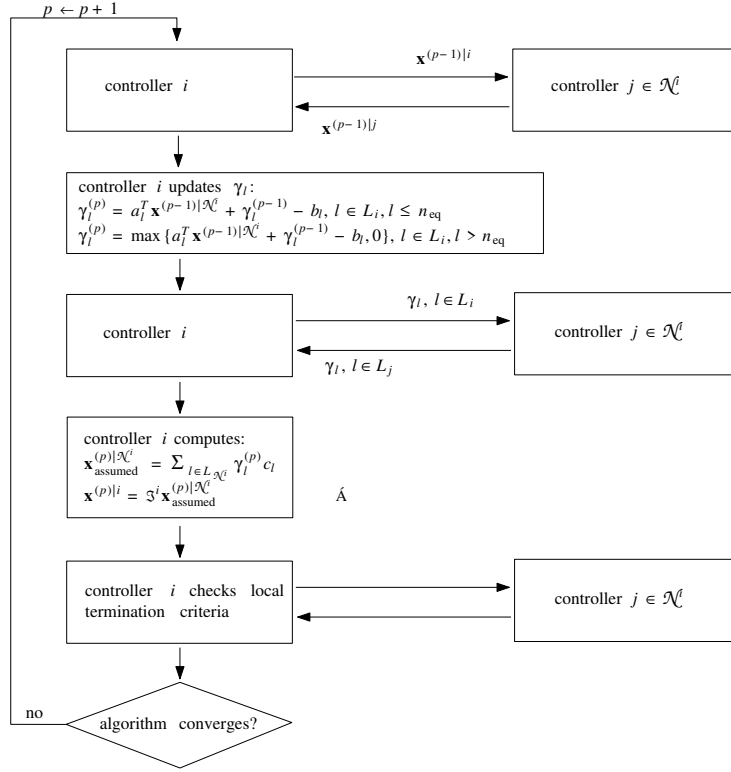 p ← p + 1
controller i
x^(p−1)|i
x^(p−1)|j
controller j ∈ 𝒩^i
controller i updates γ_l:
γ_l^(p) = a_l^T x^(p−1)|𝒩^i + γ_l^(p−1) − b_l, l ∈ L_i, l ≤ n_eq
γ_l^(p) = max {a_l^T x^(p−1)|𝒩^i + γ_l^(p−1) − b_l, 0}, l ∈ L_i, l > n_eq
controller i
γ_l, l ∈ L_i
γ_l, l ∈ L_j
controller j ∈ 𝒩^i
controller i computes:
x_assumed^(p)|𝒩^i = Σ_{l∈L_𝒩^i} γ_l^(p) c_l
x^(p)|i = ℑ^i x_assumed^(p)|𝒩^i
Á
controller i checks local
termination criteria
controller j ∈ 𝒩^i
no
algorithm converges?